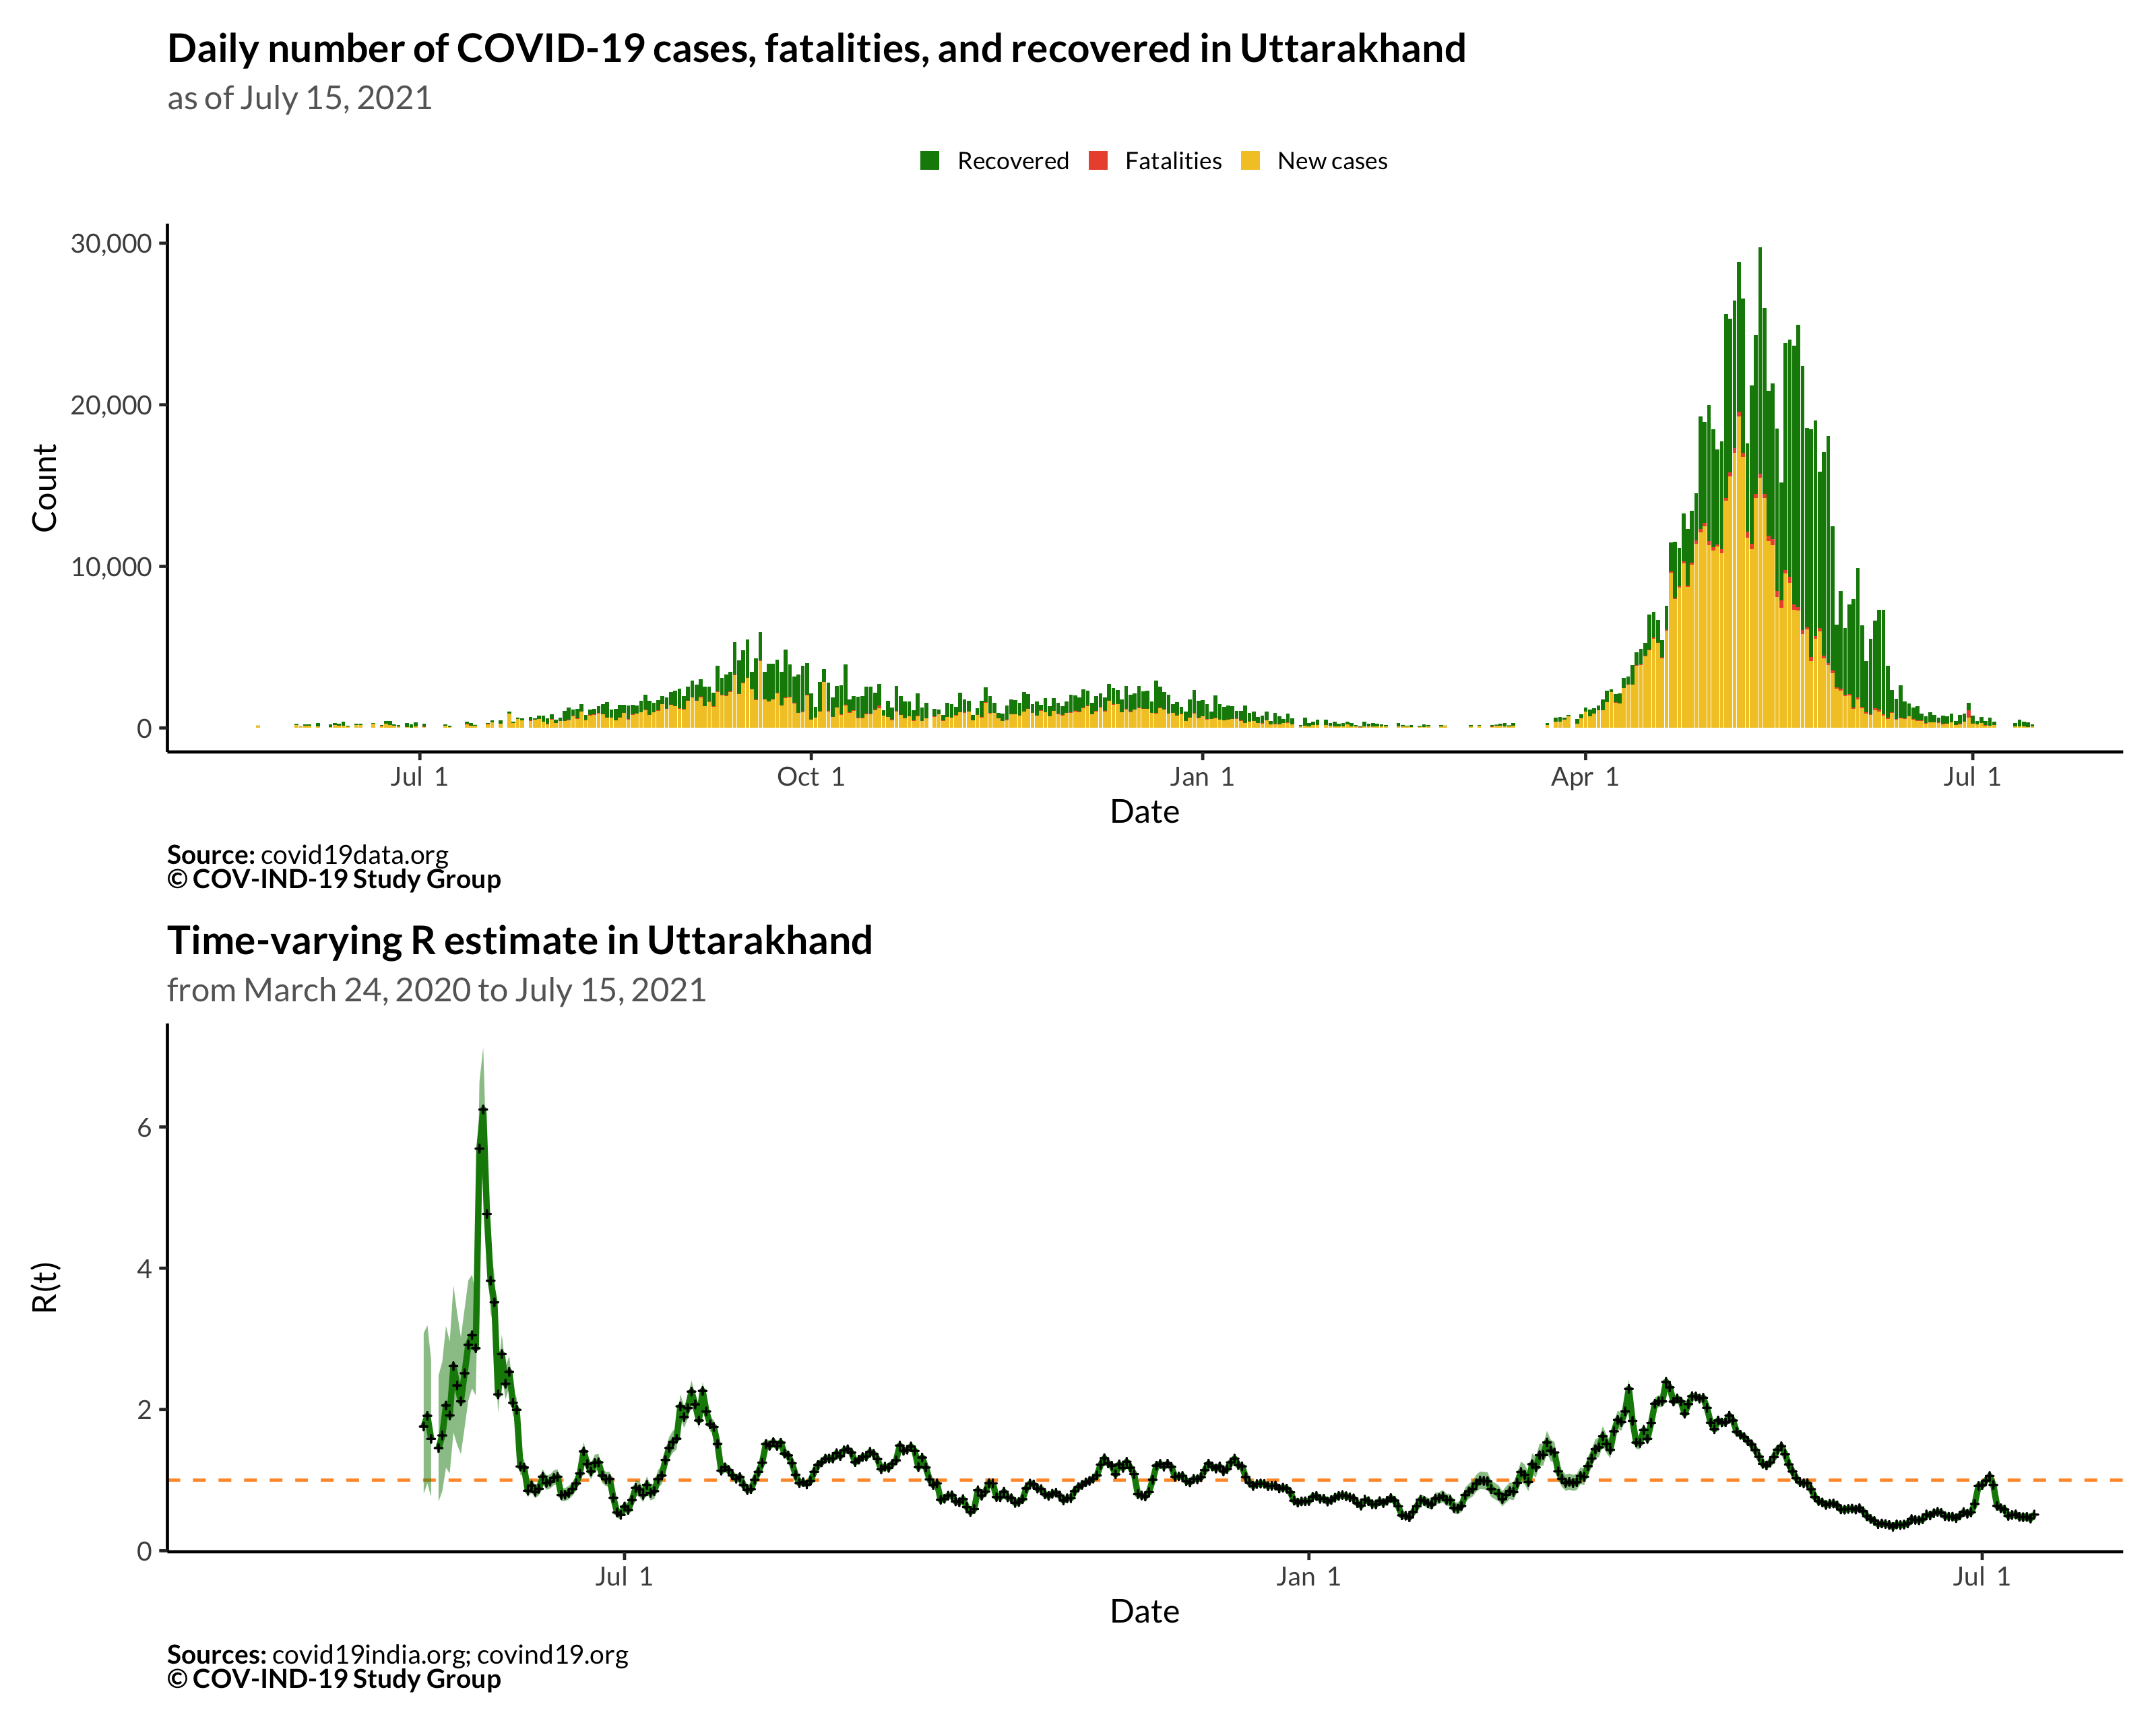 Daily number of COVID-19 cases, fatalities, and recovered in Uttarakhand
as of July 15, 2021
Recovered Fatalities New cases
30,000
20,000
10,000
0
Count
Jul 1 Oct 1 Jan 1 Apr 1 Jul 1
Date
Source: covid19data.org
© COV-IND-19 Study Group
Time-varying R estimate in Uttarakhand
from March 24, 2020 to July 15, 2021
6
4
2
0
R(t)
Jul 1 Jan 1 Jul 1
Date
Sources: covid19india.org; covind19.org
© COV-IND-19 Study Group